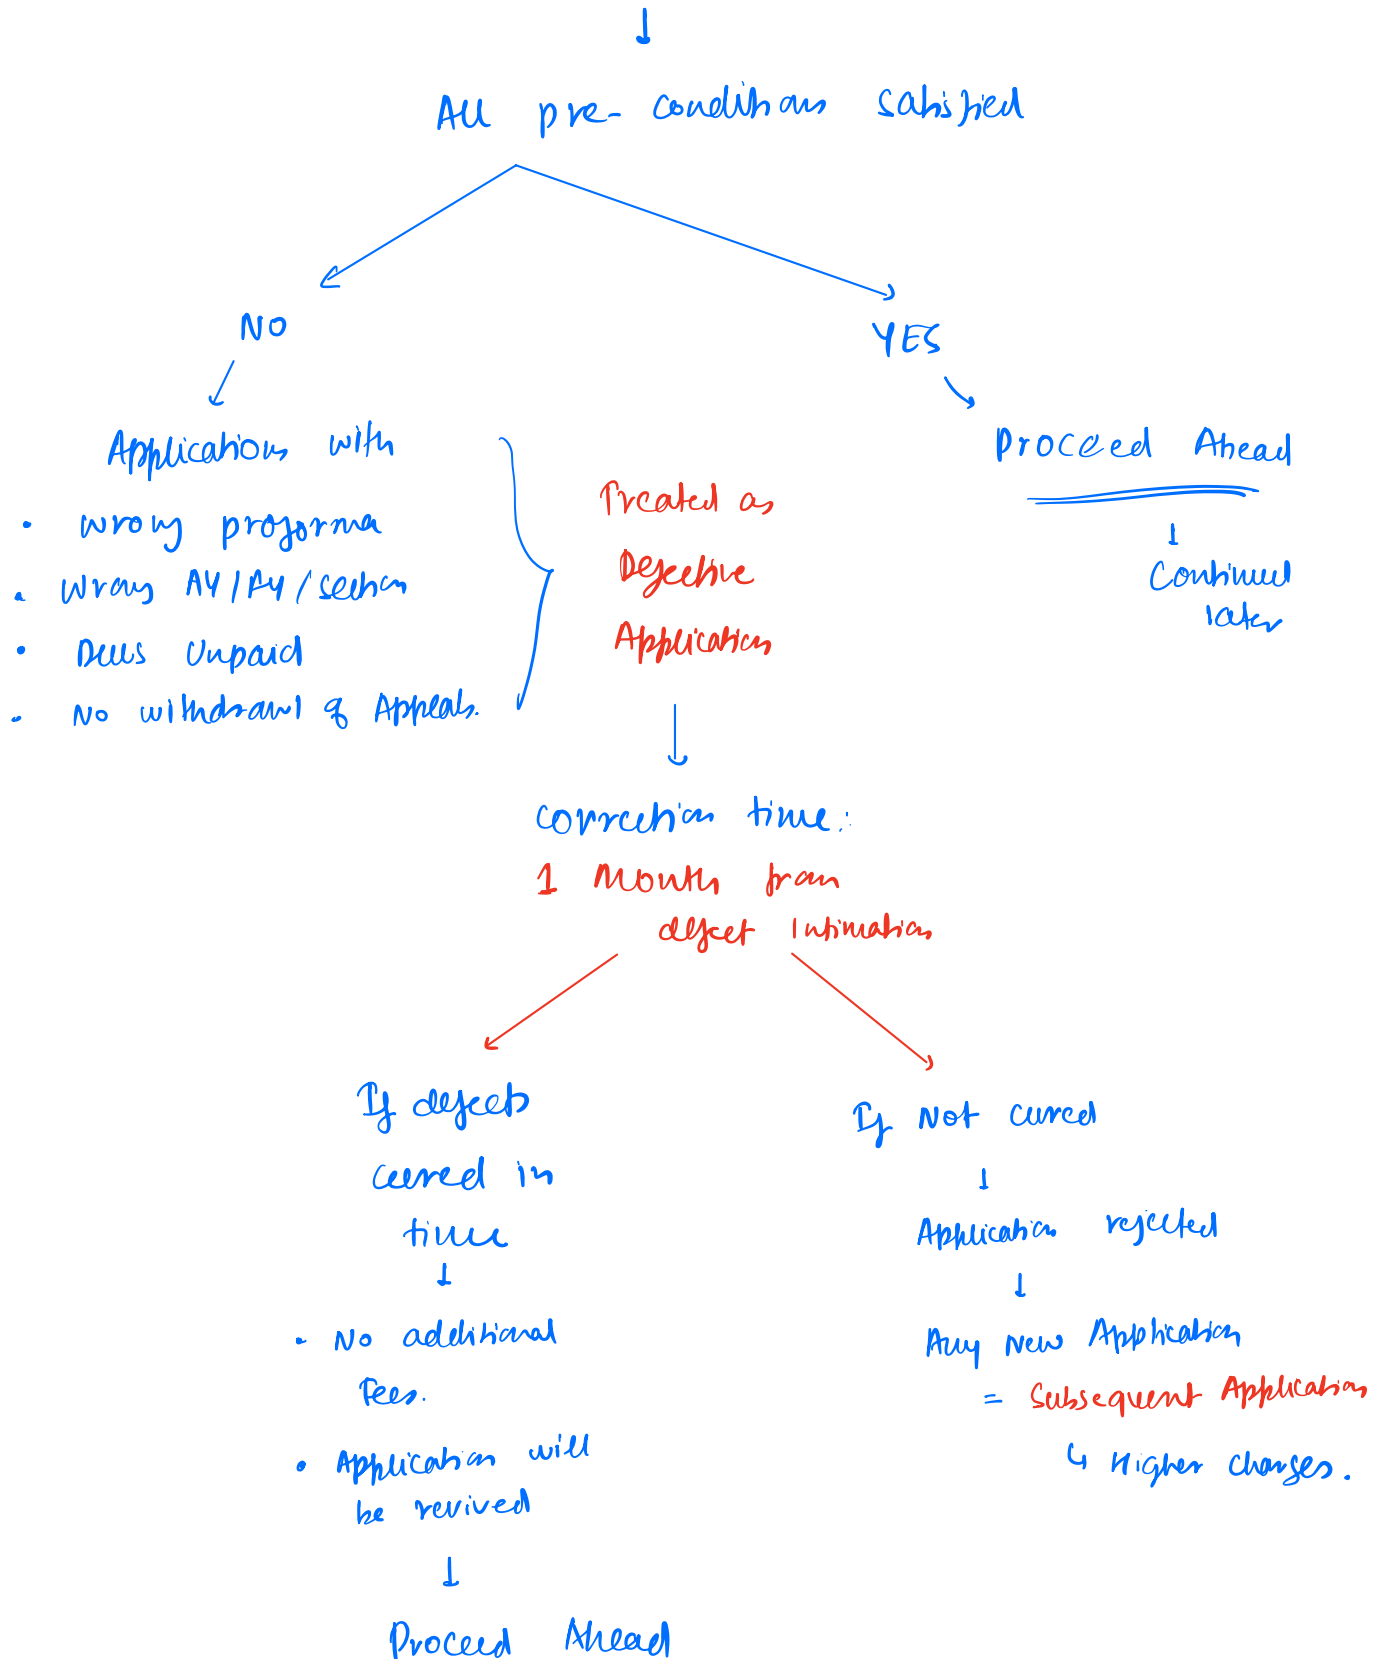 All pre-conditions satisfied
NO
YES
Applications with
• wrong proforma
• Wrong AY/FY/section
• Dues Unpaid
• No withdrawl of Appeals.
Treated as
Defective
Application
Proceed Ahead
Continued
later
correction time:
1 Month from
defect Intimation
If defects
cured in
time
• No additional
Fees.
• Application will
be revived
Proceed Ahead
If Not cured
Application rejected
Any New Application
= Subsequent Application
↳ Higher charges.